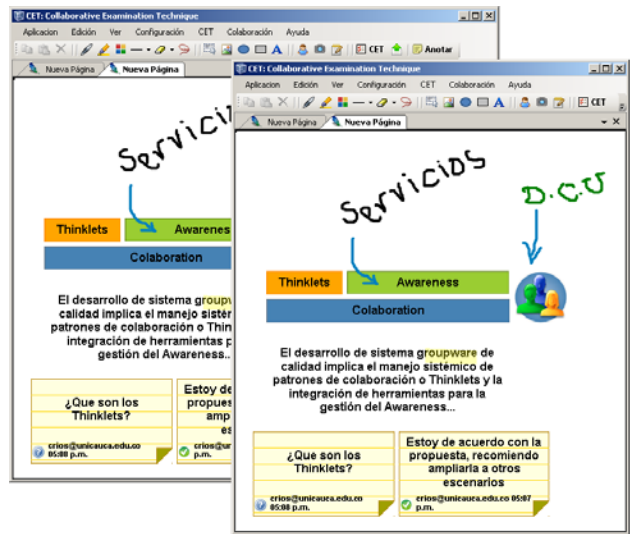 CET: Collaborative Examination Technique
Aplicacion Edición Ver Configuración CET Colaboración Ayuda
CET Anotar
Nueva Página Nueva Página
Servicio
Thinklets Awarenes
Colaboration
El desarrollo de sistema groupw
calidad implica el manejo sistér
patrones de colaboración o Thin
integración de herramientas p
gestión del Awareness..
¿Que son los
Thinklets?
crios@unicauca.edu.co
05:08 p.m.
Estoy de
propues
amp
es
crios@un
p.m.
CET: Collaborative Examination Technique
Aplicacion Edición Ver Configuración CET Colaboración Ayuda
CET
Nueva Página Nueva Página
Servicios
D.C.U
Thinklets Awareness
Colaboration
El desarrollo de sistema groupware de
calidad implica el manejo sistémico de
patrones de colaboración o Thinklets y la
integración de herramientas para la
gestión del Awareness...
¿Que son los
Thinklets?
crios@unicauca.edu.co
05:08 p.m.
Estoy de acuerdo con la
propuesta, recomiendo
ampliarla a otros
escenarios
crios@unicauca.edu.co 05:07
p.m.